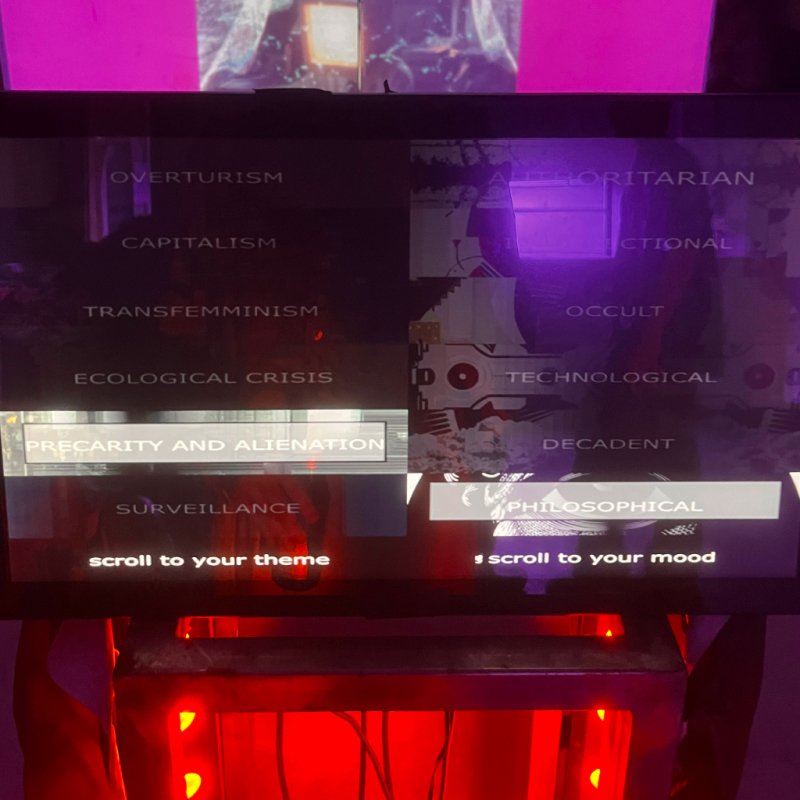 OVERTURISM
CAPITALISM
TRANSFEMMINISM
ECOLOGICAL CRISIS
PRECARITY AND ALIENATION
SURVEILLANCE
scroll to your theme
AUTHORITARIAN
OCCULT
TECHNOLOGICAL
DECADENT
PHILOSOPHICAL
scroll to your mood